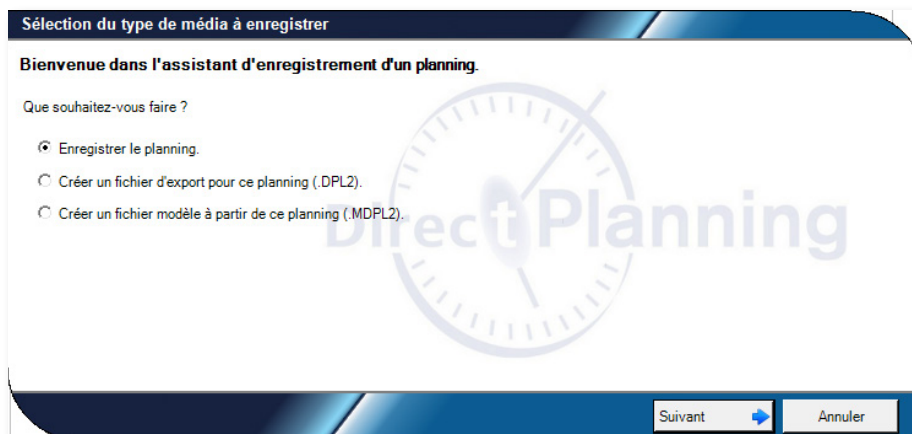 Sélection du type de média à enregistrer
Bienvenue dans l'assistant d'enregistrement d'un planning.
Que souhaitez-vous faire ?
Enregistrer le planning.
Créer un fichier d'export pour ce planning (.DPL2).
Créer un fichier modèle à partir de ce planning (.MDPL2).
Direct Planning
Suivant
Annuler